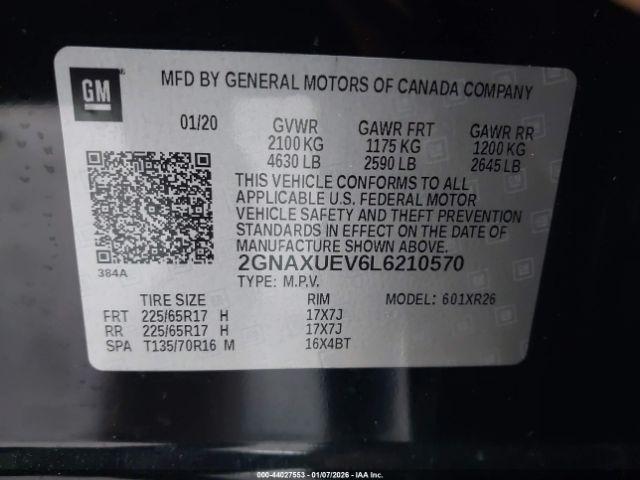 GM
MFD BY GENERAL MOTORS OF CANADA COMPANY
01/20 GVWR GAWR FRT GAWR RR
2100 KG 1175 KG 1200 KG
4630 LB 2590 LB 2645 LB
THIS VEHICLE CONFORMS TO ALL
APPLICABLE U.S. FEDERAL MOTOR
VEHICLE SAFETY AND THEFT PREVENTION
STANDARDS IN EFFECT ON THE DATE OF
MANUFACTURE SHOWN ABOVE.
384A 2GNAXUEV6L6210570
TYPE: M.P.V.
TIRE SIZE RIM MODEL: 601XR26
FRT 225/65R17 H 17X7J
RR 225/65R17 H 17X7J
SPA T135/70R16 M 16X4BT
000-44027553 — 01/07/2026 — IAA, Inc.